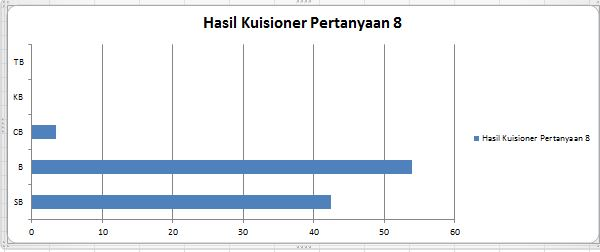 Hasil Kuisioner Pertanyaan 8
TB
KB
CB
B
SB
0 10 20 30 40 50 60
Hasil Kuisioner Pertanyaan 8